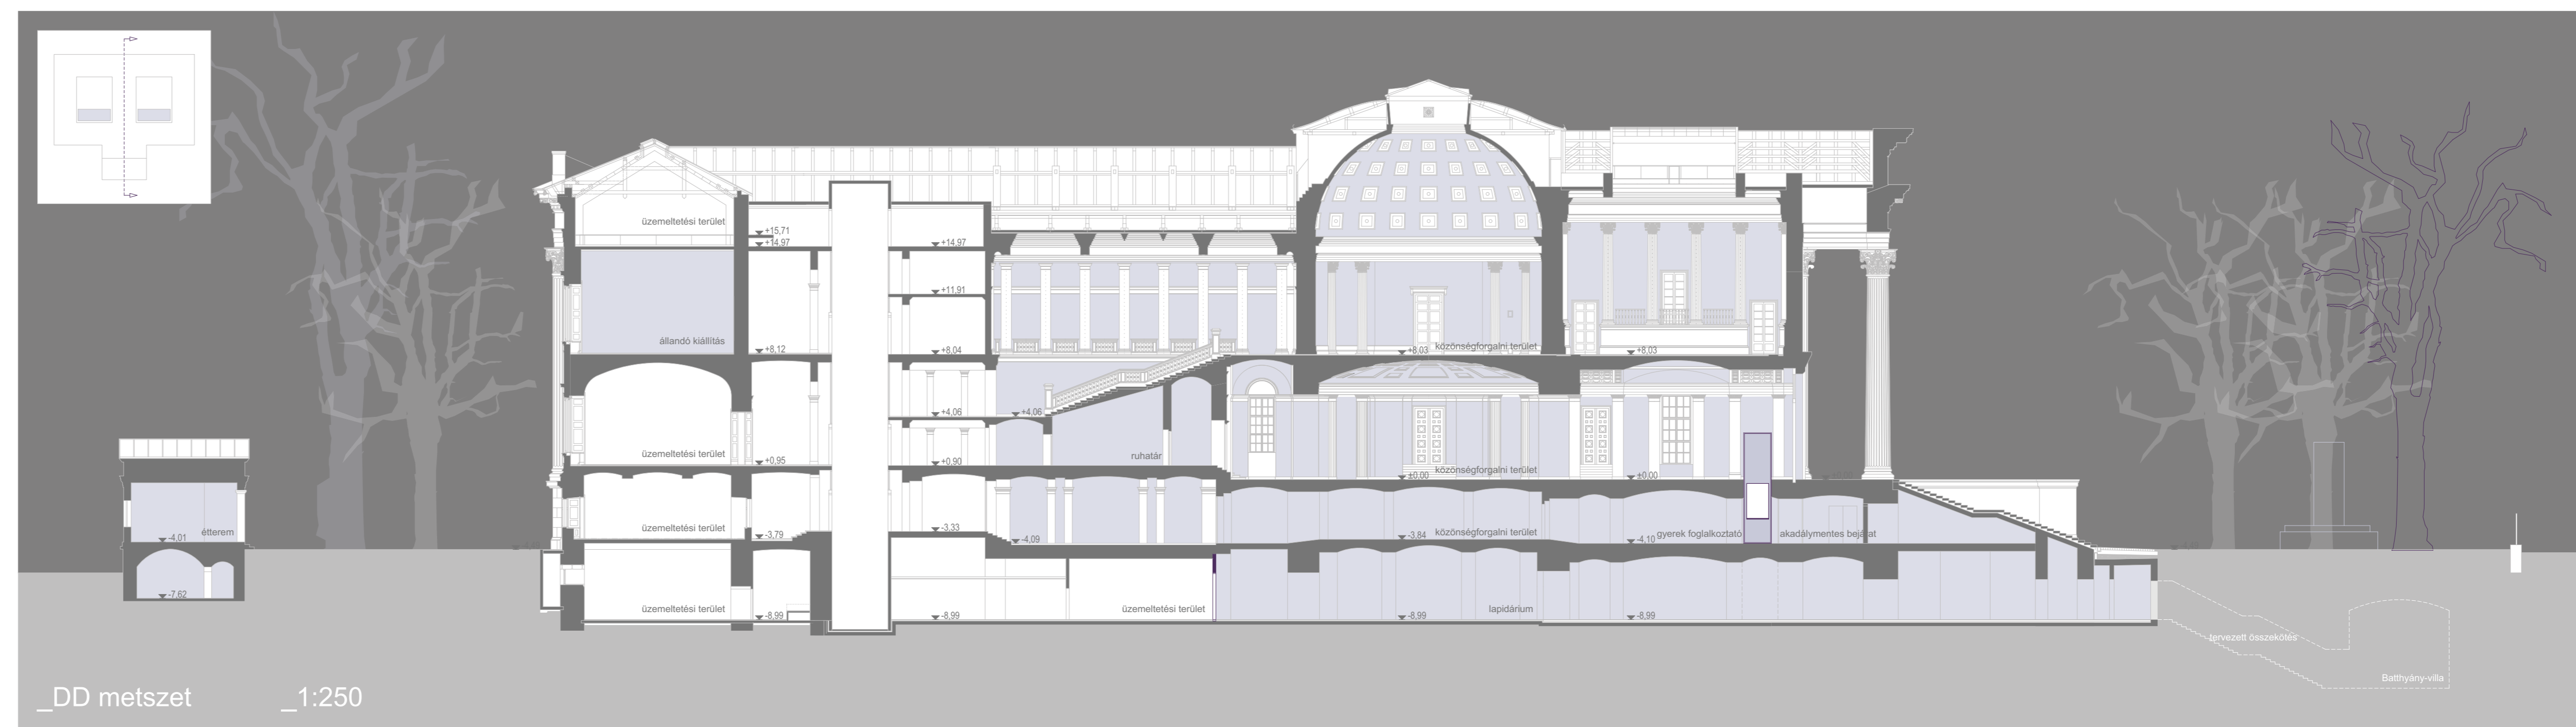 üzemeltetési terület
+15,71
+14,97
+14,97
+11,91
állandó kiállítás
+8,12
+8,04
+8,03
közönségforgalmi terület
+8,03
+4,06
+4,06
üzemeltetési terület
+0,95
+0,90
ruhatár
±0,00
közönségforgalmi terület
±0,00
étterem
-4,01
üzemeltetési terület
-3,79
-3,33
-4,09
-3,84
közönségforgalmi terület
-4,10
gyerek foglalkoztató
akadálymentes bejárat
-7,62
üzemeltetési terület
-8,99
-8,99
üzemeltetési terület
-8,99
lapidárium
-8,99
tervezett összekötés
Batthyány-villa
_DD metszet
_1:250